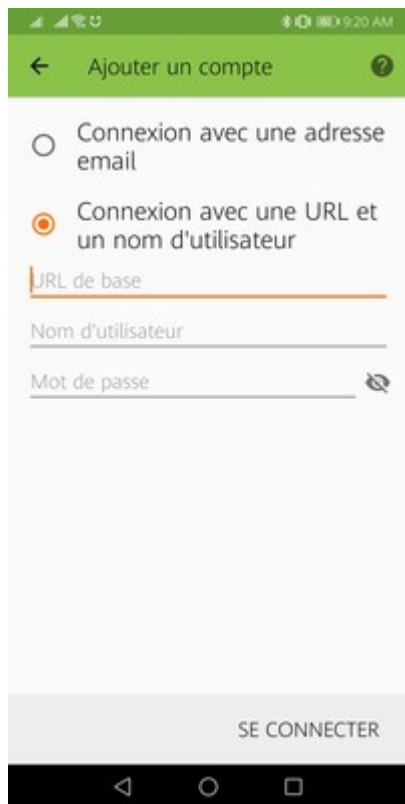 9:20 AM
Ajouter un compte
Connexion avec une adresse
email
Connexion avec une URL et
un nom d'utilisateur
URL de base
Nom d'utilisateur
Mot de passe
SE CONNECTER